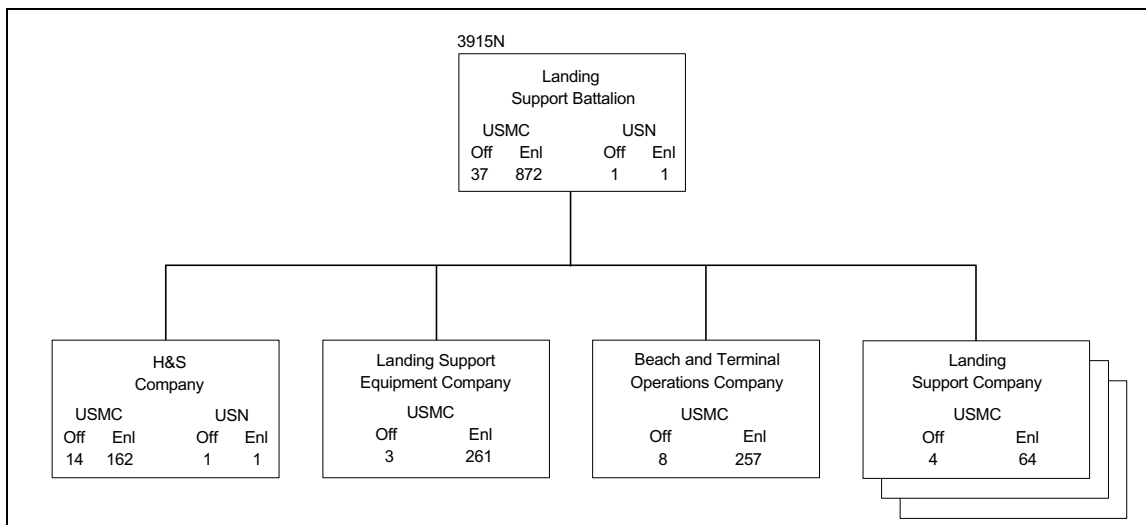 3915N
Landing
Support Battalion
USMC USN
Off Enl Off Enl
37 872 1 1
H&S
Company
USMC USN
Off Enl Off Enl
14 162 1 1
Landing Support
Equipment Company
USMC
Off Enl
3 261
Beach and Terminal
Operations Company
USMC
Off Enl
8 257
Landing
Support Company
USMC
Off Enl
4 64